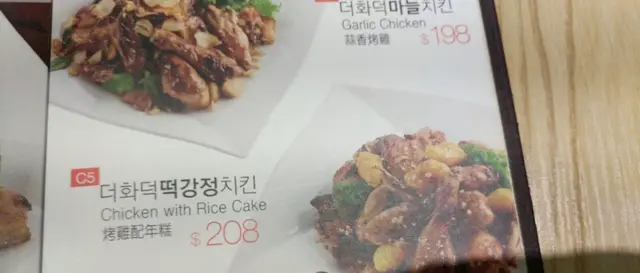 더화덕마늘치킨
Garlic Chicken
蒜香烤雞 $198
C5
더화덕떡강정치킨
Chicken with Rice Cake
烤雞配年糕 $208